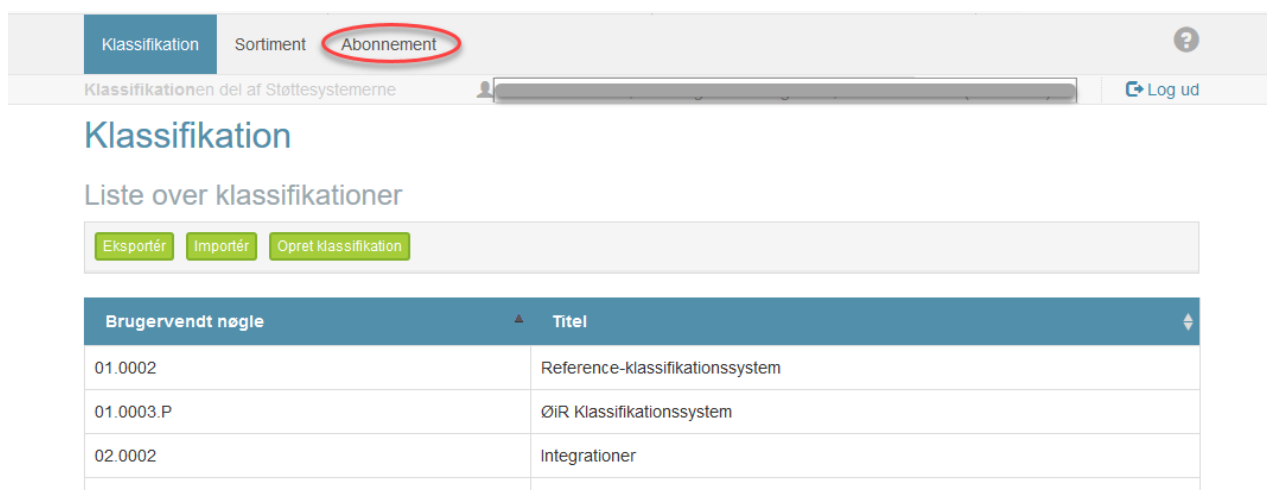 Klassifikation Sortiment Abonnement ?
Klassifikationen del af Støttesystemerne Log ud
Klassifikation
Liste over klassifikationer
Eksportér Importér Opret klassifikation
Brugervendt nøgle Titel
01.0002 Reference-klassifikationssystem
01.0003.P ØiR Klassifikationssystem
02.0002 Integrationer